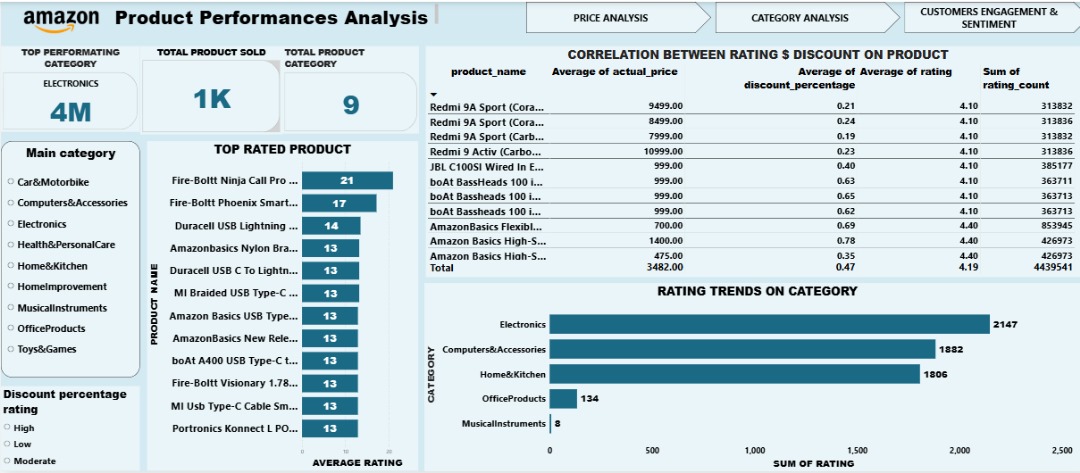 amazon
Product Performances Analysis
PRICE ANALYSIS
CATEGORY ANALYSIS
CUSTOMERS ENGAGEMENT &
SENTIMENT
TOP PERFORMATING
CATEGORY
ELECTRONICS
4M
TOTAL PRODUCT SOLD
1K
TOTAL PRODUCT
CATEGORY
9
Main category
Car&Motorbike
Computers&Accessories
Electronics
Health&PersonalCare
Home&Kitchen
HomeImprovement
MusicalInstruments
OfficeProducts
Toys&Games
Discount percentage
rating
High
Low
Moderate
TOP RATED PRODUCT
PRODUCT NAME
Fire-Boltt Ninja Call Pro ... 21
Fire-Boltt Phoenix Smart... 17
Duracell USB Lightning ... 14
Amazonbasics Nylon Bra... 13
Duracell USB C To Lightn... 13
MI Braided USB Type-C ... 13
Amazon Basics USB Type... 13
AmazonBasics New Rele... 13
boAt A400 USB Type-C t... 13
Fire-Boltt Visionary 1.78... 13
MI Usb Type-C Cable Sm... 13
Portronics Konnect L PO... 13
0 10 20
AVERAGE RATING
CORRELATION BETWEEN RATING $ DISCOUNT ON PRODUCT
product_name Average of actual_price Average of discount_percentage Average of rating Sum of rating_count
Redmi 9A Sport (Cora... 9499.00 0.21 4.10 313832
Redmi 9A Sport (Cora... 8499.00 0.24 4.10 313836
Redmi 9A Sport (Carb... 7999.00 0.19 4.10 313832
Redmi 9 Activ (Carbo... 10999.00 0.23 4.10 313836
JBL C100SI Wired In E... 999.00 0.40 4.10 385177
boAt BassHeads 100 i... 999.00 0.63 4.10 363711
boAt Bassheads 100 i... 999.00 0.65 4.10 363713
boAt Bassheads 100 i... 999.00 0.62 4.10 363713
AmazonBasics Flexibl... 700.00 0.69 4.40 853945
Amazon Basics High-S... 1400.00 0.78 4.40 426973
Amazon Basics High-S... 475.00 0.35 4.40 426973
Total 3482.00 0.47 4.19 4439541
RATING TRENDS ON CATEGORY
CATEGORY
Electronics 2147
Computers&Accessories 1882
Home&Kitchen 1806
OfficeProducts 134
MusicalInstruments 8
0 500 1,000 1,500 2,000 2,500
SUM OF RATING